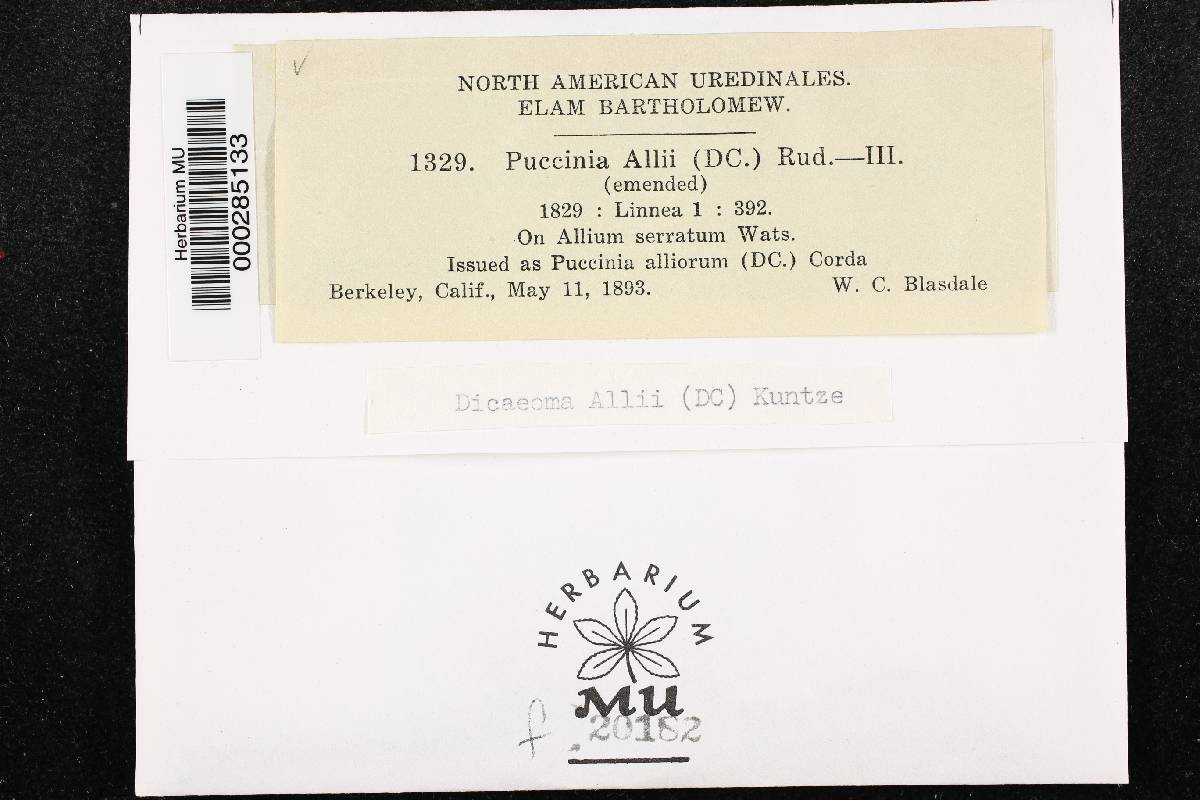 NORTH AMERICAN UREDINALES.
ELAM BARTHOLOMEW.
1329. Puccinia Allii (DC.) Rud.—III.
(emended)
1829 : Linnea 1 : 392.
On Allium serratum Wats.
Issued as Puccinia alliorum (DC.) Corda
Berkeley, Calif., May 11, 1893. W. C. Blasdale
Herbarium MU
000285133
Dicaeoma Allii (DC) Kuntze
HERBARIUM
MU
f 20182